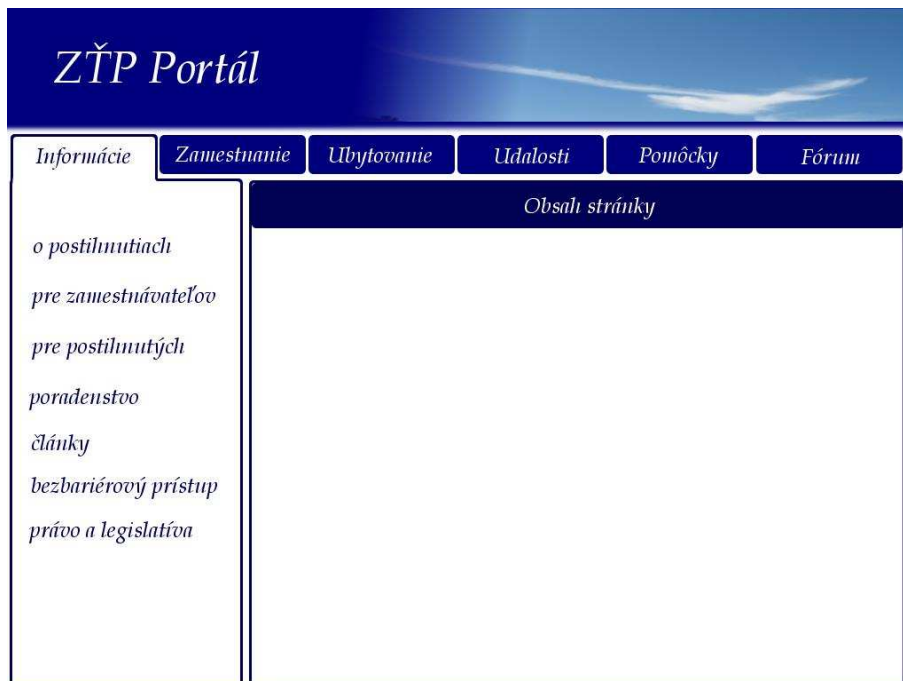 ZŤP Portál
Informácie Zamestnanie Ubytovanie Udalosti Pomôcky Fórum
Obsah stránky
o postihnutiach
pre zamestnávateľov
pre postihnutých
poradenstvo
články
bezbariérový prístup
právo a legislatíva